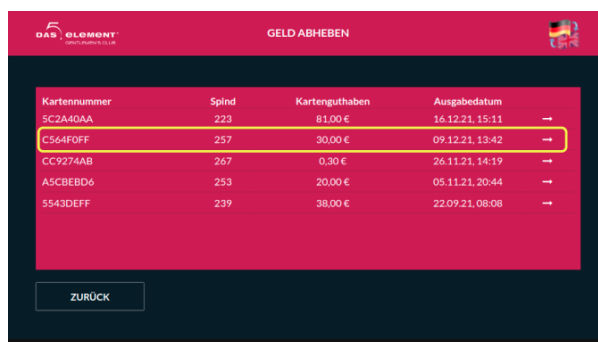 5
DAS ELEMENT
GENTLEMEN'S CLUB
GELD ABHEBEN
Kartennummer Spind Kartenguthaben Ausgabedatum
5C2A40AA 223 81,00 € 16.12.21, 15:11 →
C564F0FF 257 30,00 € 09.12.21, 13:42 →
CC9274AB 267 0,30 € 26.11.21, 14:19 →
A5CBEBD6 253 20,00 € 05.11.21, 20:44 →
5543DEFF 239 38,00 € 22.09.21, 08:08 →
ZURÜCK